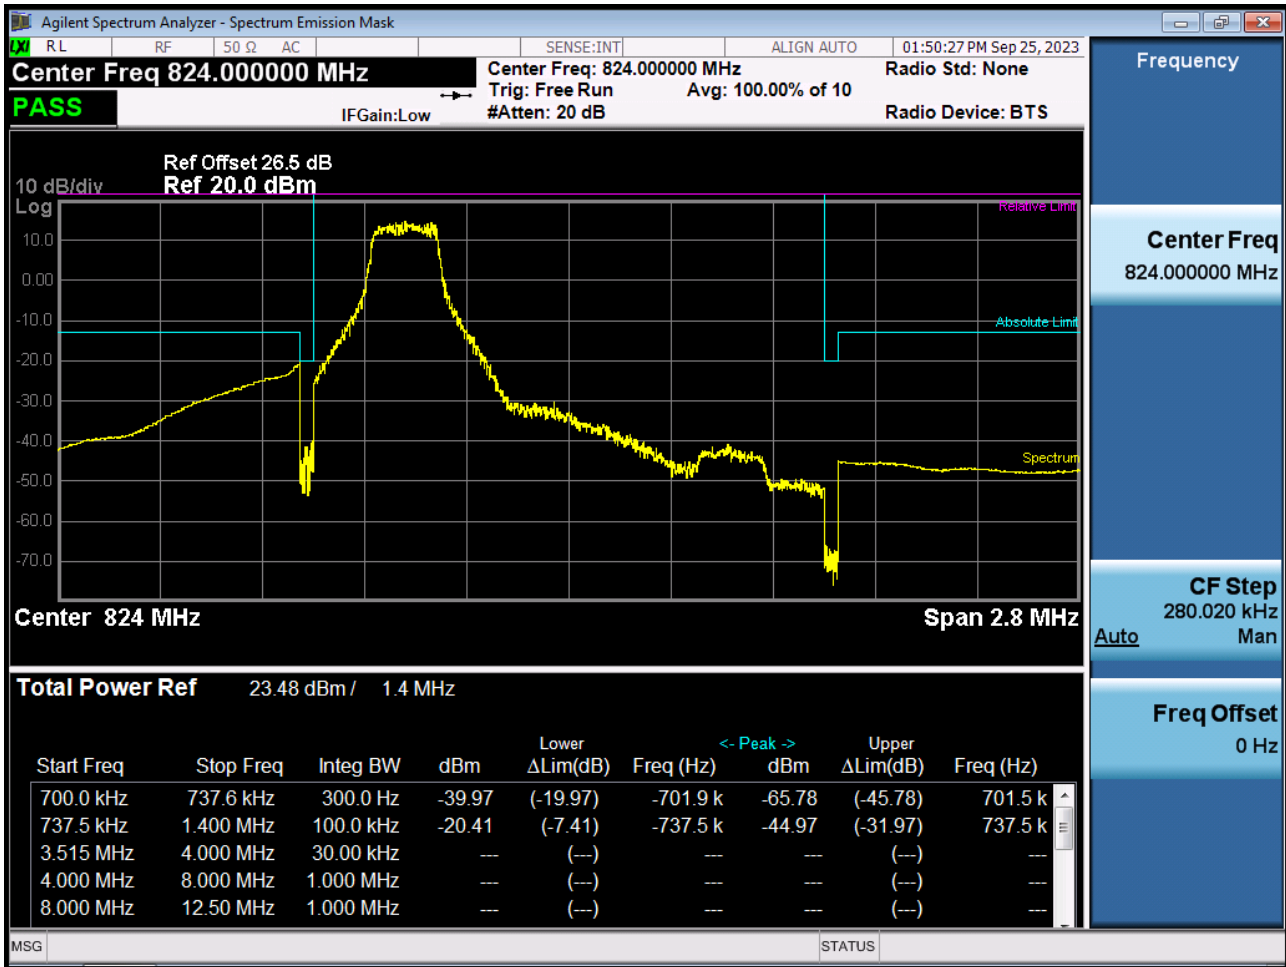 Agilent Spectrum Analyzer - Spectrum Emission Mask
LXI RL RF 50 Ω AC SENSE:INT ALIGN AUTO 01:50:27 PM Sep 25, 2023
Center Freq 824.000000 MHz Center Freq: 824.000000 MHz Radio Std: None
Trig: Free Run Avg: 100.00% of 10
PASS IFGain:Low #Atten: 20 dB Radio Device: BTS
Frequency
Ref Offset 26.5 dB
10 dB/div Ref 20.0 dBm
Log
Relative Limit
10.0
0.00
-10.0
Absolute Limit
-20.0
-30.0
-40.0
Spectrum
-50.0
-60.0
-70.0
Center 824 MHz Span 2.8 MHz
Center Freq
824.000000 MHz
CF Step
280.020 kHz
Auto Man
Freq Offset
0 Hz
Total Power Ref 23.48 dBm / 1.4 MHz
Lower <- Peak -> Upper
Start Freq Stop Freq Integ BW dBm ΔLim(dB) Freq (Hz) dBm ΔLim(dB) Freq (Hz)
700.0 kHz 737.6 kHz 300.0 Hz -39.97 (-19.97) -701.9 k -65.78 (-45.78) 701.5 k
737.5 kHz 1.400 MHz 100.0 kHz -20.41 (-7.41) -737.5 k -44.97 (-31.97) 737.5 k
3.515 MHz 4.000 MHz 30.00 kHz --- (---) --- --- (---) ---
4.000 MHz 8.000 MHz 1.000 MHz --- (---) --- --- (---) ---
8.000 MHz 12.50 MHz 1.000 MHz --- (---) --- --- (---) ---
MSG STATUS